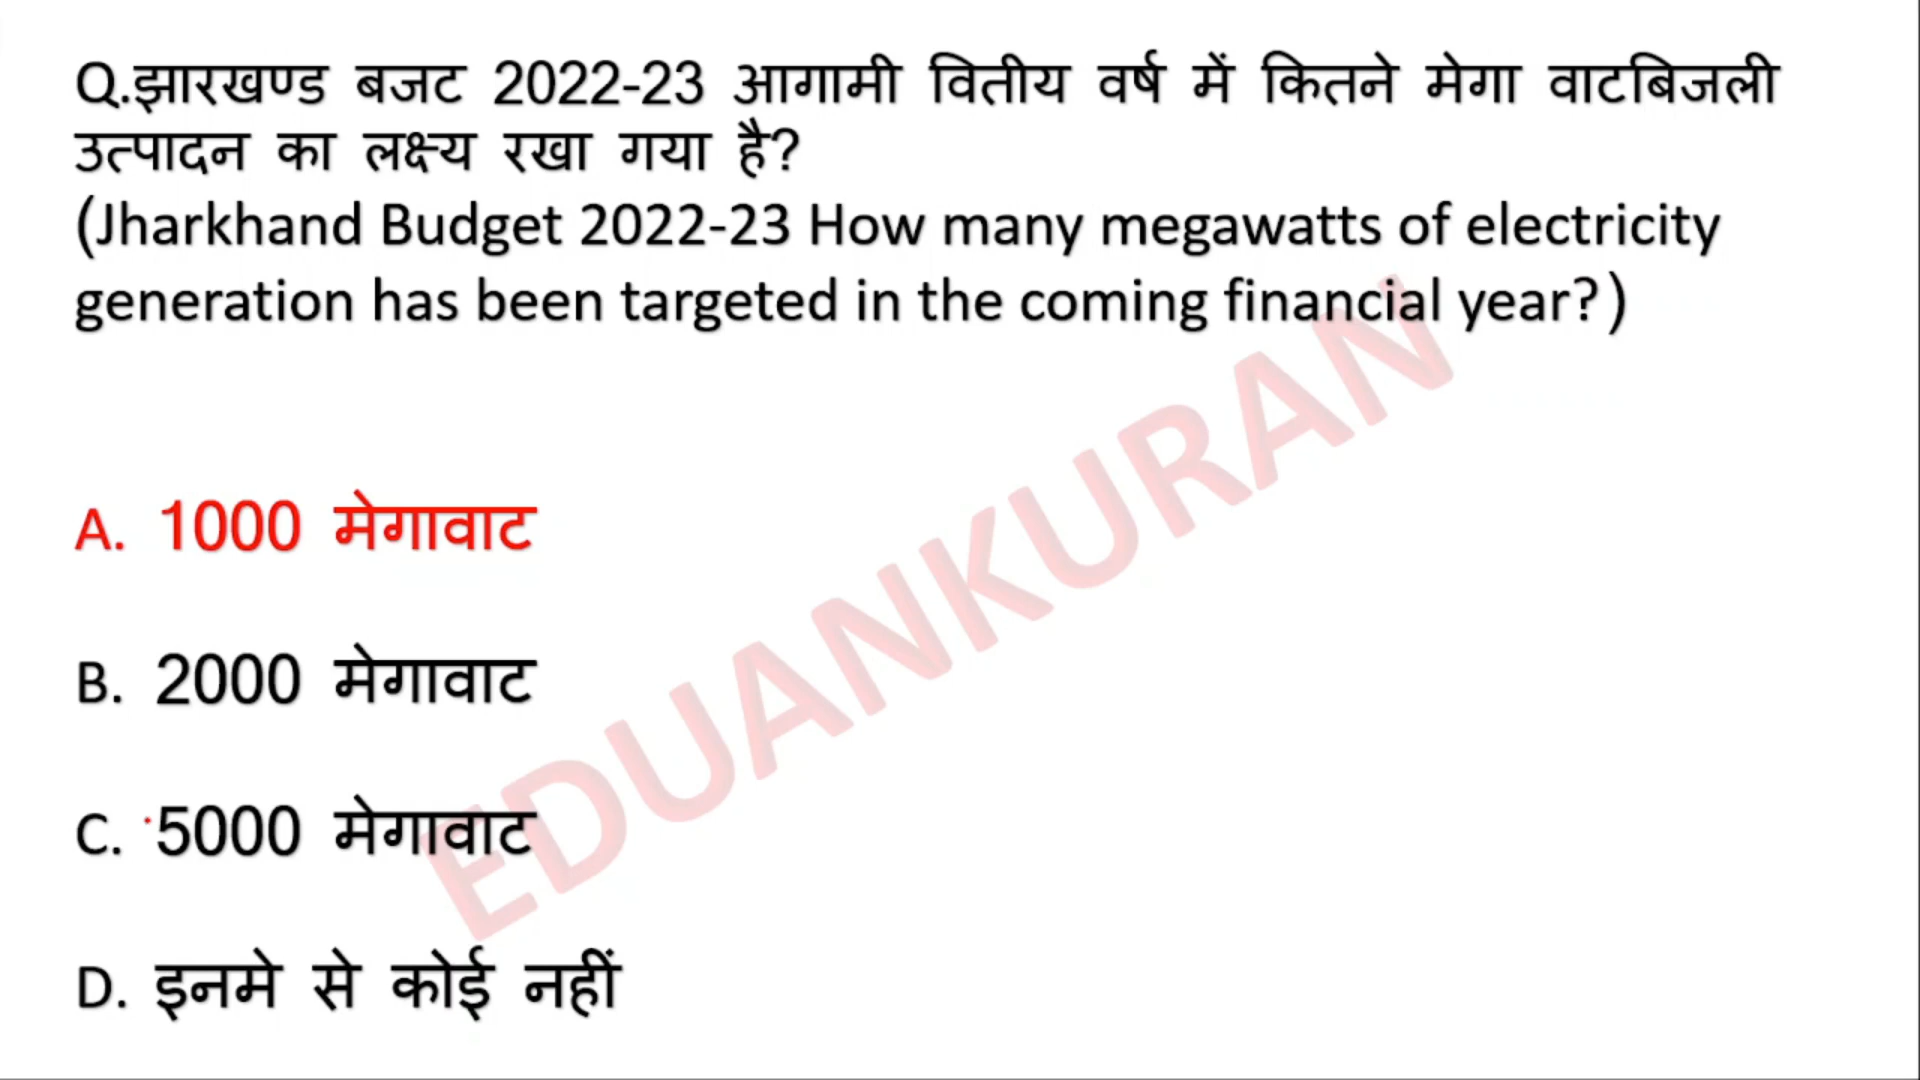 Q.झारखण्ड बजट 2022-23 आगामी वितीय वर्ष में कितने मेगा वाटबिजली
उत्पादन का लक्ष्य रखा गया है?
(Jharkhand Budget 2022-23 How many megawatts of electricity
generation has been targeted in the coming financial year?)
A. 1000 मेगावाट
B. 2000 मेगावाट
C. 5000 मेगावाट
D. इनमे से कोई नहीं
EDUANKURAN